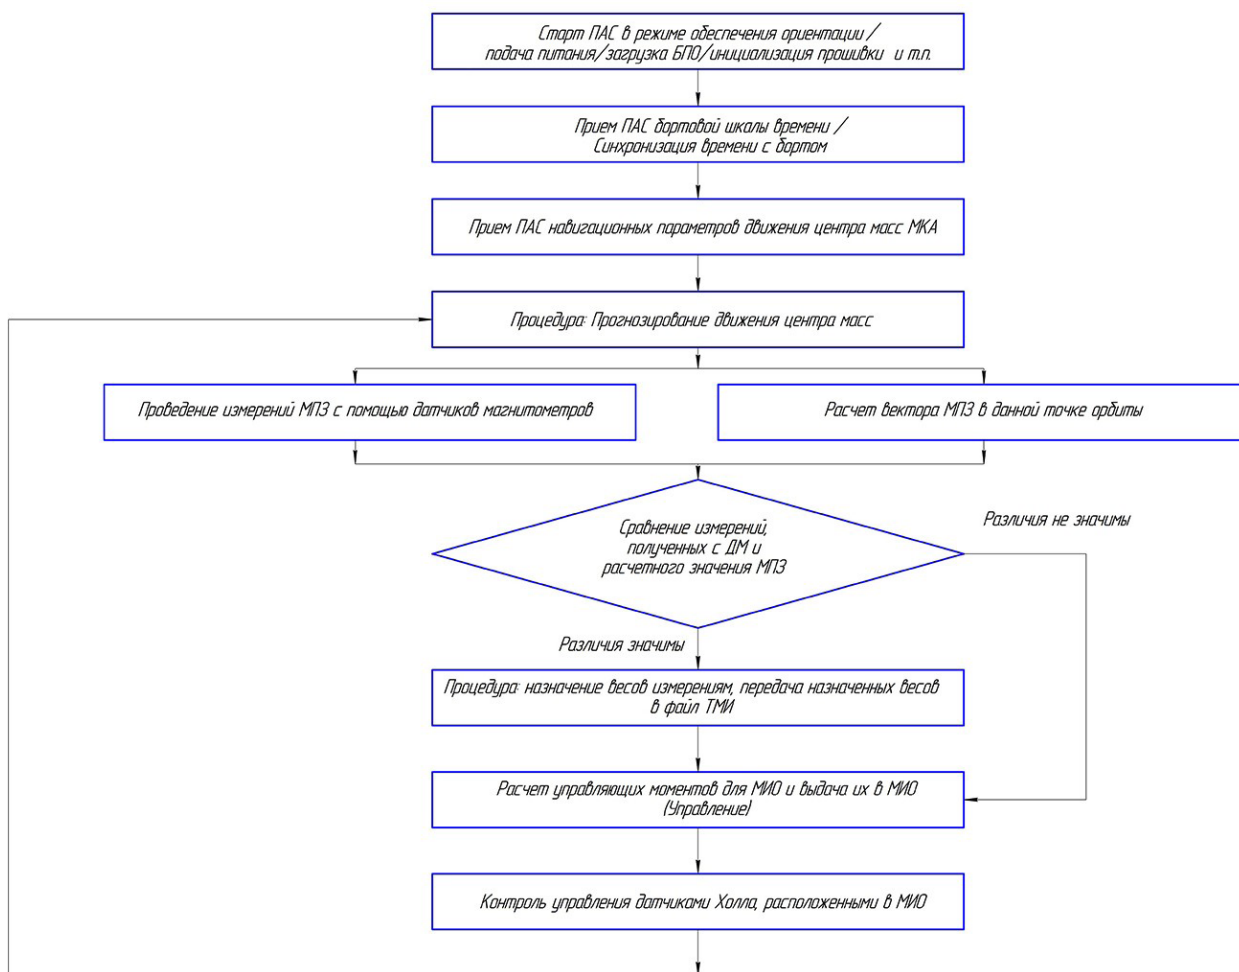 Старт ПАС в режиме обеспечения ориентации /
подача питания/загрузка БПО/инициализация прошивки и т.п.
Прием ПАС бортовой шкалы времени /
Синхронизация времени с бортом
Прием ПАС навигационных параметров движения центра масс МКА
Процедура: Прогнозирование движения центра масс
Проведение измерений МПЗ с помощью датчиков магнитометров
Расчет вектора МПЗ в данной точке орбиты
Сравнение измерений,
полученных с ДМ и
расчетного значения МПЗ
Различия не значимы
Различия значимы
Процедура: назначение весов измерениям, передача назначенных весов
в файл ТМИ
Расчет управляющих моментов для МИО и выдача их в МИО
(Управление)
Контроль управления датчиками Холла, расположенными в МИО